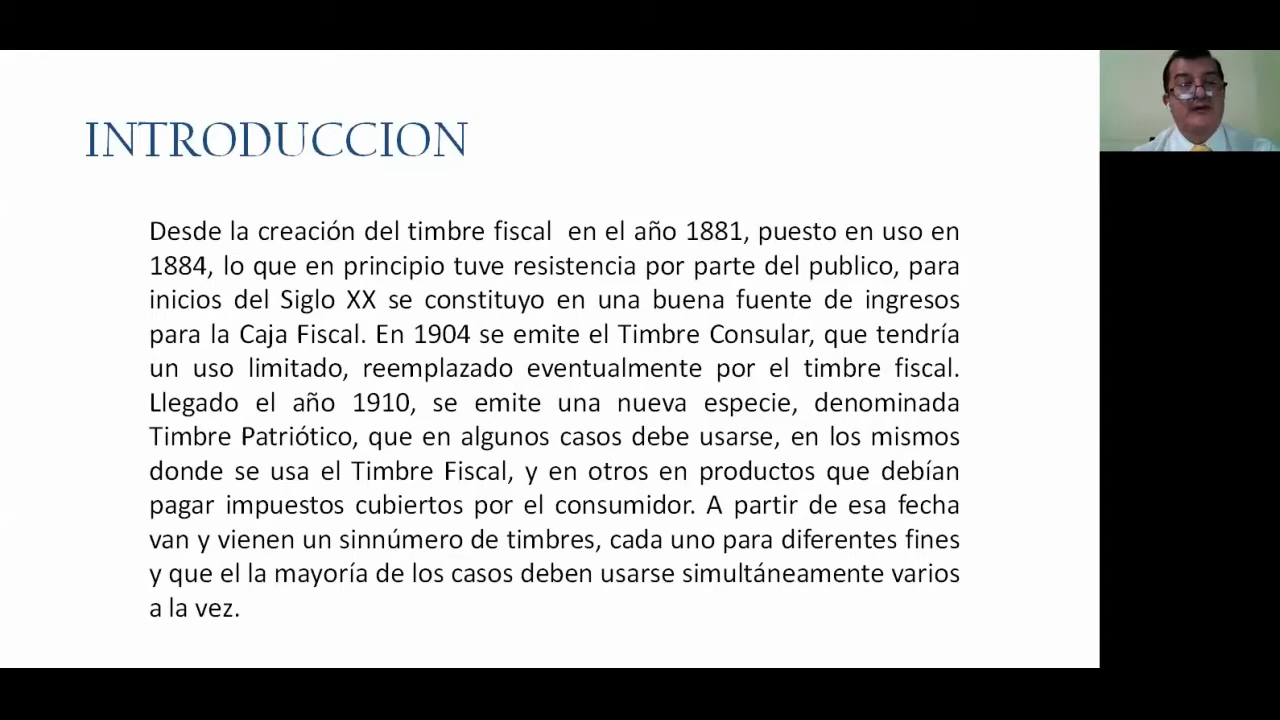 INTRODUCCION
Desde la creación del timbre fiscal en el año 1881, puesto en uso en
1884, lo que en principio tuve resistencia por parte del publico, para
inicios del Siglo XX se constituyo en una buena fuente de ingresos
para la Caja Fiscal. En 1904 se emite el Timbre Consular, que tendría
un uso limitado, reemplazado eventualmente por el timbre fiscal.
Llegado el año 1910, se emite una nueva especie, denominada
Timbre Patriótico, que en algunos casos debe usarse, en los mismos
donde se usa el Timbre Fiscal, y en otros en productos que debían
pagar impuestos cubiertos por el consumidor. A partir de esa fecha
van y vienen un sinnúmero de timbres, cada uno para diferentes fines
y que el la mayoría de los casos deben usarse simultáneamente varios
a la vez.